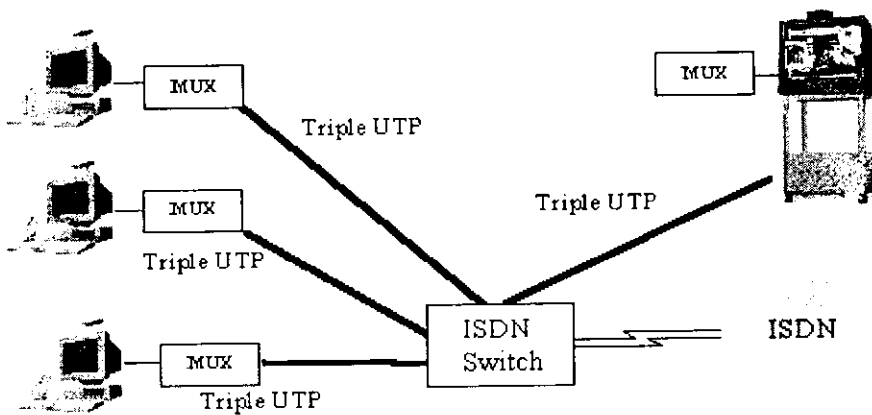 MUX
MUX
Triple UTP
MUX
Triple UTP
Triple UTP
ISDN
Switch
ISDN
MUX
Triple UTP